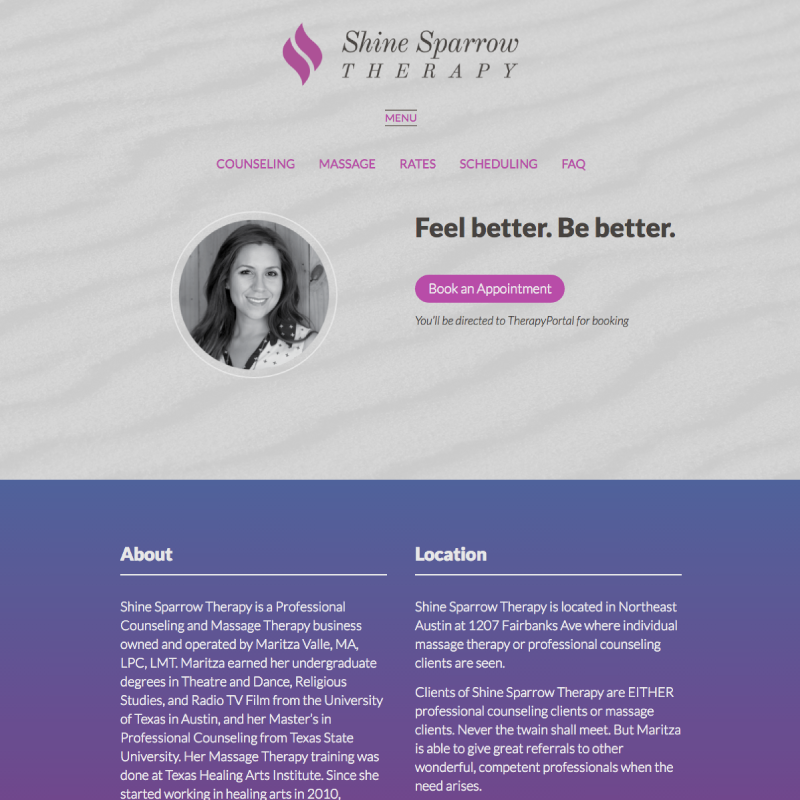 Shine Sparrow
THERAPY
MENU
COUNSELING MASSAGE RATES SCHEDULING FAQ
Feel better. Be better.
Book an Appointment
You'll be directed to TherapyPortal for booking
About
Shine Sparrow Therapy is a Professional
Counseling and Massage Therapy business
owned and operated by Maritza Valle, MA,
LPC, LMT. Maritza earned her undergraduate
degrees in Theatre and Dance, Religious
Studies, and Radio TV Film from the University
of Texas in Austin, and her Master's in
Professional Counseling from Texas State
University. Her Massage Therapy training was
done at Texas Healing Arts Institute. Since she
started working in healing arts in 2010,
Location
Shine Sparrow Therapy is located in Northeast
Austin at 1207 Fairbanks Ave where individual
massage therapy or professional counseling
clients are seen.
Clients of Shine Sparrow Therapy are EITHER
professional counseling clients or massage
clients. Never the twain shall meet. But Maritza
is able to give great referrals to other
wonderful, competent professionals when the
need arises.